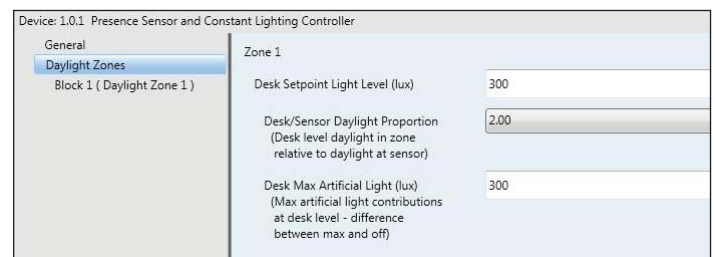 Device: 1.0.1 Presence Sensor and Constant Lighting Controller
General
Daylight Zones
Block 1 ( Daylight Zone 1 )
Zone 1
Desk Setpoint Light Level (lux)
300
Desk/Sensor Daylight Proportion
2.00
(Desk level daylight in zone
relative to daylight at sensor)
Desk Max Artificial Light (lux)
300
(Max artificial light contributions
at desk level - difference
between max and off)